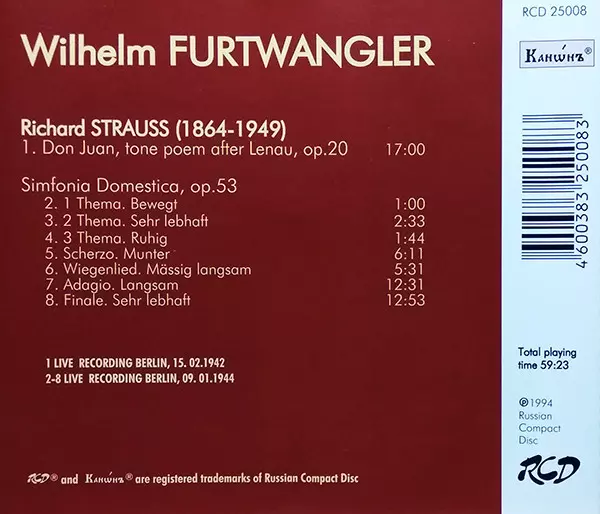 RCD 25008
Wilhelm FURTWANGLER
Канѡ́нъ®
Richard STRAUSS (1864-1949)
1. Don Juan, tone poem after Lenau, op.20 17:00
Simfonia Domestica, op.53
2. 1 Thema. Bewegt 1:00
3. 2 Thema. Sehr lebhaft 2:33
4. 3 Thema. Ruhig 1:44
5. Scherzo. Munter 6:11
6. Wiegenlied. Mässig langsam 5:31
7. Adagio. Langsam 12:31
8. Finale. Sehr lebhaft 12:53
4 600383 250083
Total playing
time 59:23
1 LIVE RECORDING BERLIN, 15. 02.1942
2-8 LIVE RECORDING BERLIN, 09. 01.1944
℗1994
Russian
Compact
Disc
RCD
RCD® and Канѡнъ® are registered trademarks of Russian Compact Disc